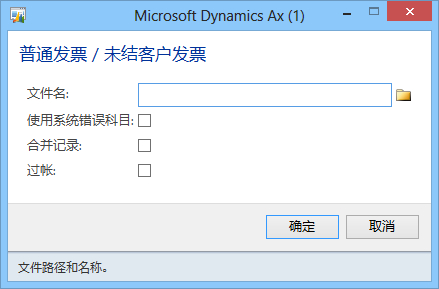 Microsoft Dynamics Ax (1)
普通发票 / 未结客户发票
文件名:
使用系统错误科目:
合并记录:
过帐:
确定 取消
文件路径和名称。